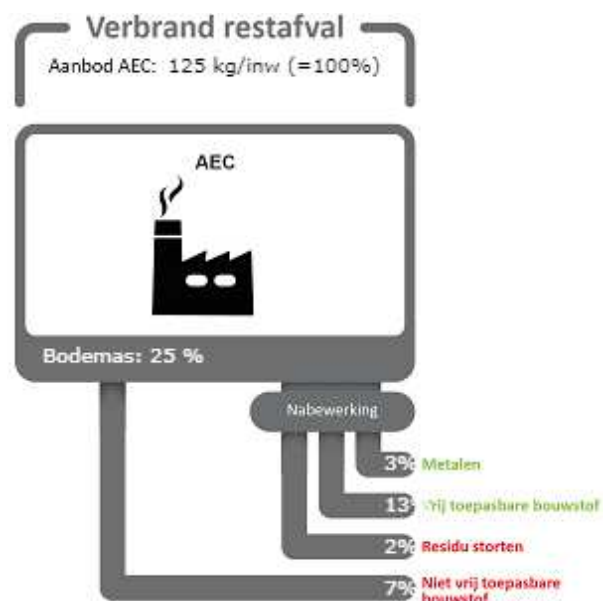 Verbrand restafval
Aanbod AEC: 125 kg/inw (=100%)
AEC
Bodemas: 25 %
Nabewerking
3% Metalen
13% Vrij toepasbare bouwstof
2% Residu storten
7% Niet vrij toepasbare
bouwstof